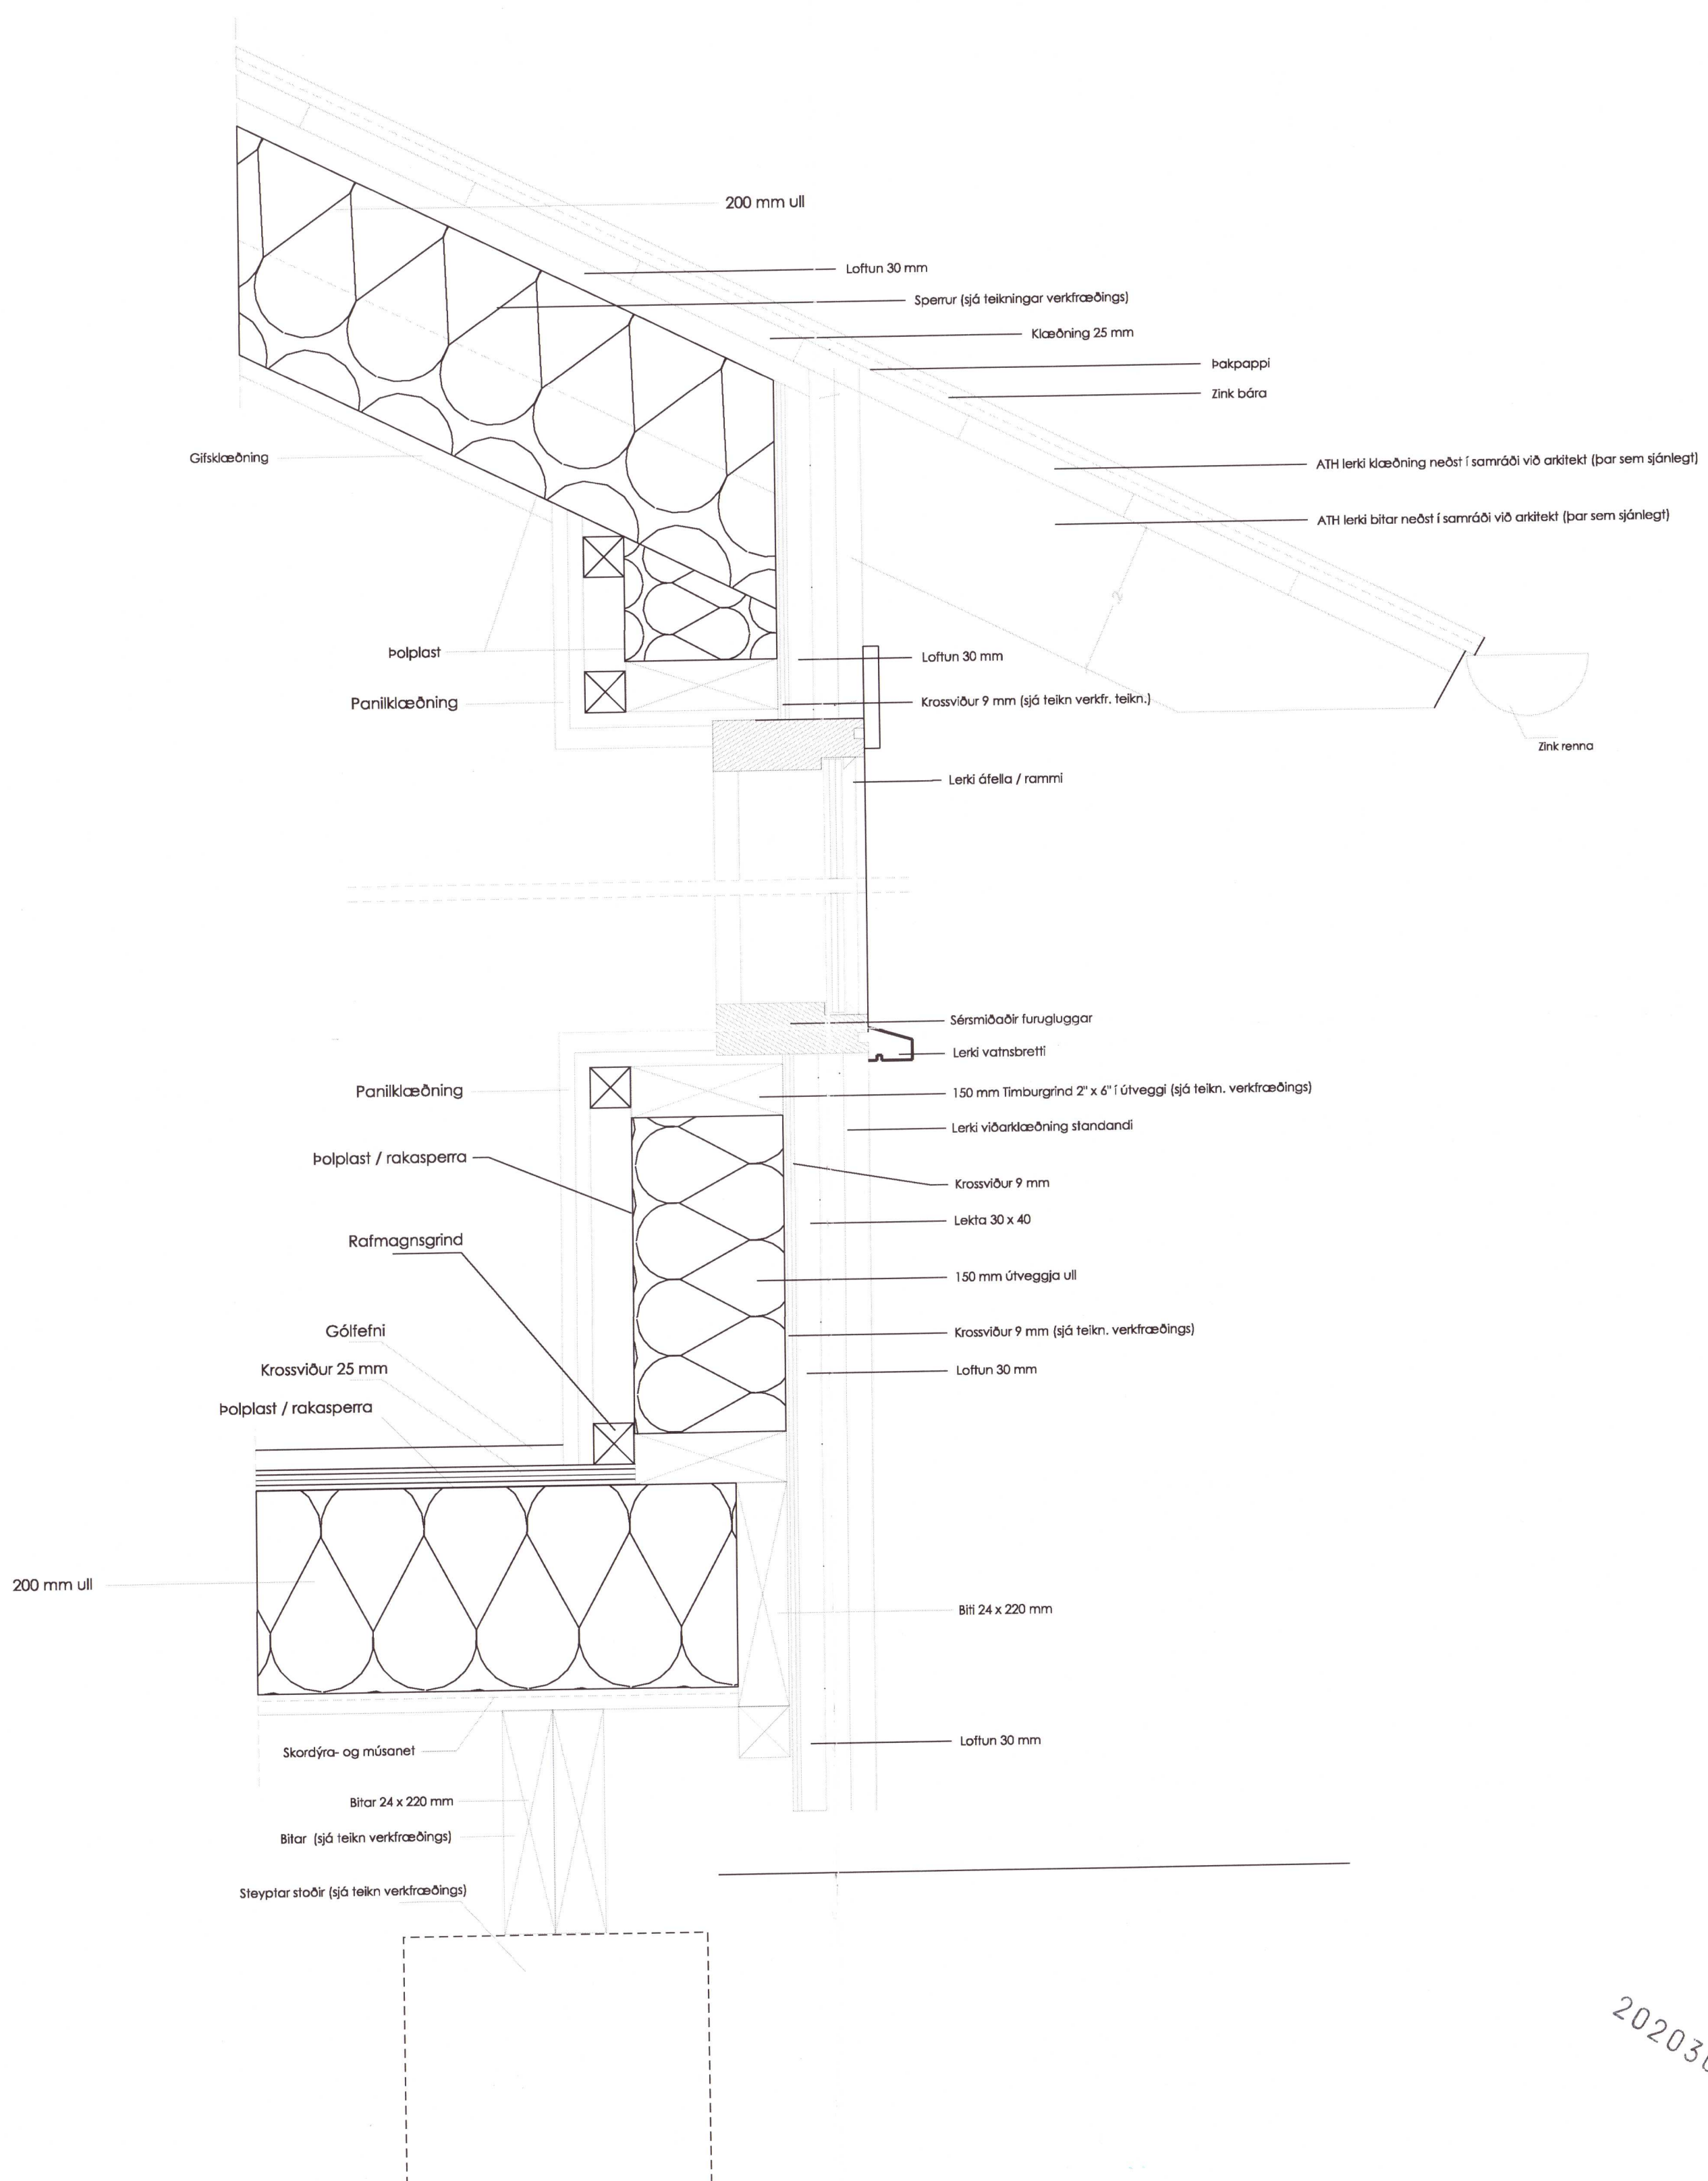 200 mm ull
Loftun 30 mm
Sperrur (sjá teikningar verkfræðings)
Klæðning 25 mm
Þakpappi
Zink bára
Gifsklæðning
ATH lerki klæðning neðst í samráði við arkitekt (þar sem sjánlegt)
ATH lerki bitar neðst í samráði við arkitekt (þar sem sjánlegt)
2
Þolplast
Loftun 30 mm
Panilklæðning
Krossviður 9 mm (sjá teikn verkfr. teikn.)
Zink renna
Lerki áfella / rammi
Sérsmiðaðir furugluggar
Lerki vatnsbretti
Panilklæðning
150 mm Timburgrind 2" x 6" í útveggi (sjá teikn. verkfræðings)
Lerki viðarklæðning standandi
Þolplast / rakasperra
Krossviður 9 mm
Lekta 30 x 40
Rafmagnsgrind
150 mm útveggja ull
Gólfefni
Krossviður 9 mm (sjá teikn. verkfræðings)
Krossviður 25 mm
Loftun 30 mm
Þolplast / rakasperra
200 mm ull
Biti 24 x 220 mm
Loftun 30 mm
Skordýra- og músanet
Bitar 24 x 220 mm
Bitar (sjá teikn verkfræðings)
Steyptar stoðir (sjá teikn verkfræðings)